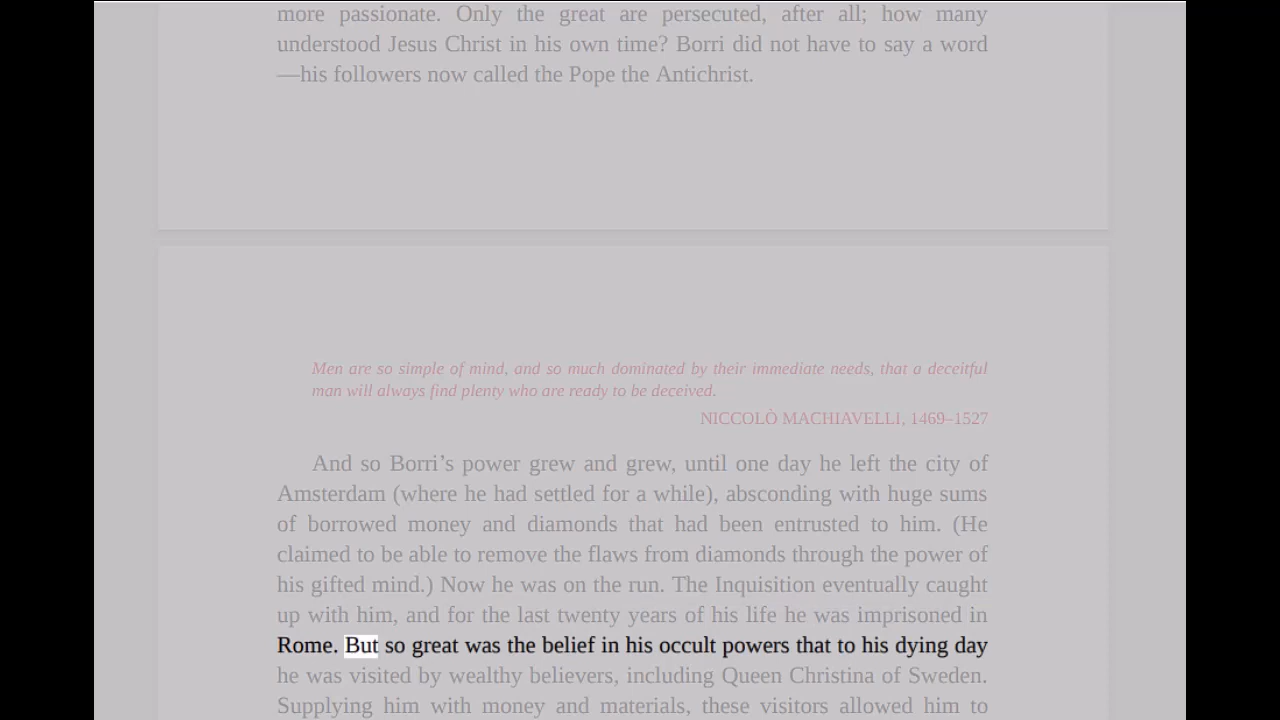 more passionate. Only the great are persecuted, after all; how many
understood Jesus Christ in his own time? Borri did not have to say a word
—his followers now called the Pope the Antichrist.
Men are so simple of mind, and so much dominated by their immediate needs, that a deceitful
man will always find plenty who are ready to be deceived.
NICCOLÒ MACHIAVELLI, 1469–1527
And so Borri’s power grew and grew, until one day he left the city of
Amsterdam (where he had settled for a while), absconding with huge sums
of borrowed money and diamonds that had been entrusted to him. (He
claimed to be able to remove the flaws from diamonds through the power of
his gifted mind.) Now he was on the run. The Inquisition eventually caught
up with him, and for the last twenty years of his life he was imprisoned in
Rome. But so great was the belief in his occult powers that to his dying day
he was visited by wealthy believers, including Queen Christina of Sweden.
Supplying him with money and materials, these visitors allowed him to